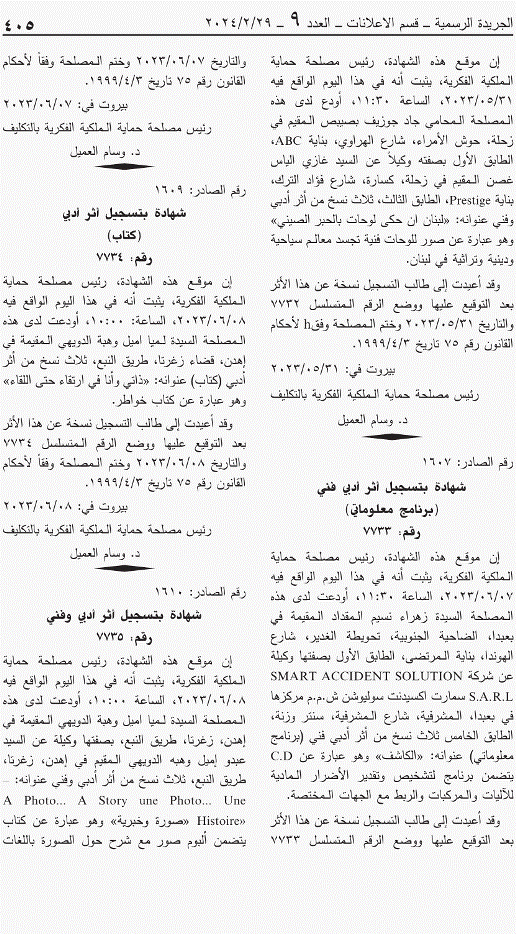 الجريدة الرسمية ــ قسم الاعلانات ــ العدد ٩ ــ ٢٠٢٤/٢/٢٩
٤٠٥
إن موقع هذه الشهادة، رئيس مصلحة حماية
الملكية الفكرية، يثبت أنه في هذا اليوم الواقع فيه
٢٠٢٣/٠٥/٣١، الساعة ١١:٣٠، أودع لدى هذه
المصلحة المحامي جاد جوزيف بصيبص المقيم في
زحلة، حوش الأمراء، شارع الهراوي، بناية ABC،
الطابق الأول بصفته وكيلاً عن السيد غازي الياس
غصن المقيم في زحلة، كسارة، شارع فؤاد الترك،
بناية Prestige، الطابق الثالث، ثلاث نسخ من أثر أدبي
وفني عنوانه: «لبنان ان حكى لوحات بالحبر الصيني»
وهو عبارة عن صور للوحات فنية تجسد معالم سياحية
ودينية وتراثية في لبنان.
وقد أعيدت إلى طالب التسجيل نسخة عن هذا الأثر
بعد التوقيع عليها ووضع الرقم المتسلسل ٧٧٣٢
والتاريخ ٢٠٢٣/٠٥/٣١ وختم المصلحة وفقh لأحكام
القانون رقم ٧٥ تاريخ ١٩٩٩/٤/٣.
بيروت في: ٢٠٢٣/٠٥/٣١
رئيس مصلحة حماية الملكية الفكرية بالتكليف
د. وسام العميل
رقم الصادر: ١٦٠٧
شهادة بتسجيل أثر أدبي فني
(برنامج معلوماتي)
رقم: ٧٧٣٣
إن موقع هذه الشهادة، رئيس مصلحة حماية
الملكية الفكرية، يثبت أنه في هذا اليوم الواقع فيه
٢٠٢٣/٠٦/٠٧، الساعة ١١:٣٠، أودعت لدى هذه
المصلحة السيدة زهراء نسيم المقداد المقيمة في
بعبدا، الضاحية الجنوبية، تحويطة الغدير، شارع
الهوندا، بناية المرتضى، الطابق الأول بصفتها وكيلة
عن شركة SMART ACCIDENT SOLUTION
S.A.R.L سمارت اكسيدنت سوليوشن ش.م.م مركزها
في بعبدا، المشرفية، شارع المشرفية، سنتر وزنة،
الطابق الخامس ثلاث نسخ من أثر أدبي فني (برنامج
معلوماتي) عنوانه: «الكاشف» وهو عبارة عن C.D
يتضمن برنامج لتشخيص وتقدير الأضرار المادية
للآليات والمركبات والربط مع الجهات المختصة.
وقد أعيدت إلى طالب التسجيل نسخة عن هذا الأثر
بعد التوقيع عليها ووضع الرقم المتسلسل ٧٧٣٣
والتاريخ ٢٠٢٣/٠٦/٠٧ وختم المصلحة وفقاً لأحكام
القانون رقم ٧٥ تاريخ ١٩٩٩/٤/٣.
بيروت في: ٢٠٢٣/٠٦/٠٧
رئيس مصلحة حماية الملكية الفكرية بالتكليف
د. وسام العميل
رقم الصادر: ١٦٠٩
شهادة بتسجيل أثر أدبي
(كتاب)
رقم: ٧٧٣٤
إن موقع هذه الشهادة، رئيس مصلحة حماية
الملكية الفكرية، يثبت أنه في هذا اليوم الواقع فيه
٢٠٢٣/٠٦/٠٨، الساعة: ١٠:٠٠، أودعت لدى هذه
المصلحة السيدة لميا اميل وهبة الدويهي المقيمة في
إهدن، قضاء زغرتا، طريق النبع، ثلاث نسخ من أثر
أدبي (كتاب) عنوانه: «ذاتي وأنا في ارتقاء حتى اللقاء»
وهو عبارة عن كتاب خواطر.
وقد أعيدت إلى طالب التسجيل نسخة عن هذا الأثر
بعد التوقيع عليها ووضع الرقم المتسلسل ٧٧٣٤
والتاريخ ٢٠٢٣/٠٦/٠٨ وختم المصلحة وفقاً لأحكام
القانون رقم ٧٥ تاريخ ١٩٩٩/٤/٣.
بيروت في: ٢٠٢٣/٠٦/٠٨
رئيس مصلحة حماية الملكية الفكرية بالتكليف
د. وسام العميل
رقم الصادر: ١٦١٠
شهادة بتسجيل أثر أدبي وفني
رقم: ٧٧٣٥
إن موقع هذه الشهادة، رئيس مصلحة حماية
الملكية الفكرية، يثبت أنه في هذا اليوم الواقع فيه
٢٠٢٣/٠٦/٠٨، الساعة ١٠:٠٠، أودعت لدى هذه
المصلحة السيدة لميا اميل وهبة الدويهي المقيمة في
إهدن، زغرتا، طريق النبع، بصفتها وكيلة عن السيد
عبدو إميل وهبه الدويهي المقيم في إهدن، زغرتا،
طريق النبع، ثلاث نسخ من أثر أدبي وفني عنوانه: –
A Photo... A Story une Photo... Une
Histoire» «صورة وخبرية» وهو عبارة عن كتاب
يتضمن ألبوم صور مع شرح حول الصورة باللغات